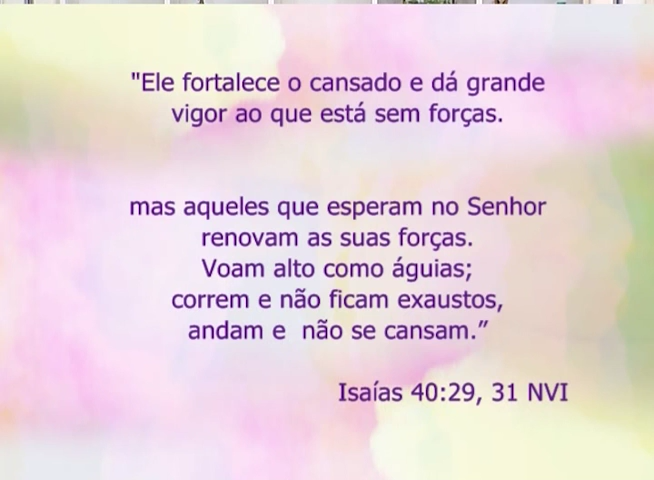 "Ele fortalece o cansado e dá grande
vigor ao que está sem forças.
mas aqueles que esperam no Senhor
renovam as suas forças.
Voam alto como águias;
correm e não ficam exaustos,
andam e  não se cansam.”
Isaías 40:29, 31 NVI